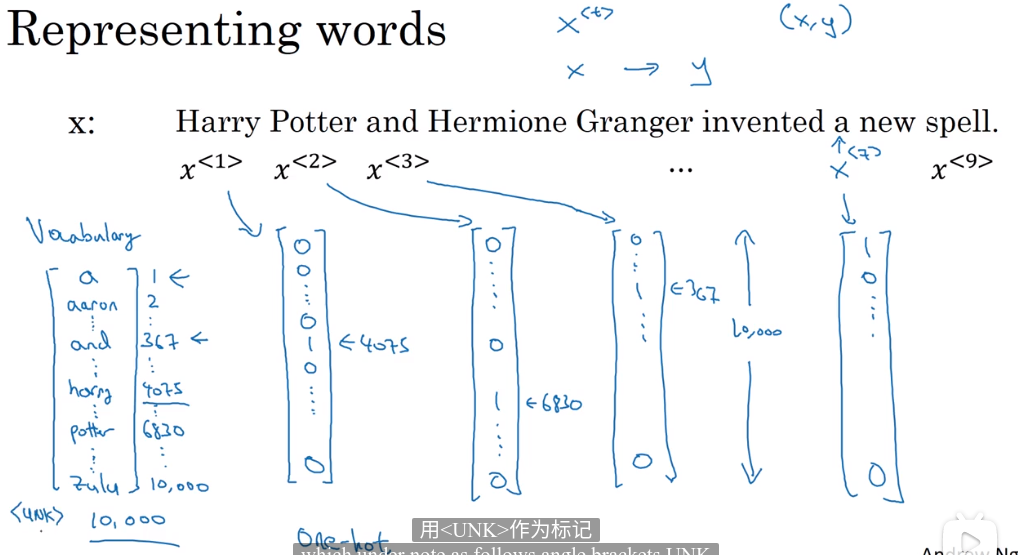 Representing words
x<t>
(x,y)
x → y
x: Harry Potter and Hermione Granger invented a new spell.
x<1> x<2> x<3> ... x<7> x<9>
Vocabulary
a 1 ←
aaron 2
and 367 ←
harry 4075
potter 6830
zulu 10,000
<UNK> 10,000
0
0
0
1 ←4075
0
0
0
0
1 ←6830
0
0
1 ←367
0
10,000
1
0
0
One-hot
用<UNK>作为标记
which under note as follows angle brackets UNK
Andrew Ng